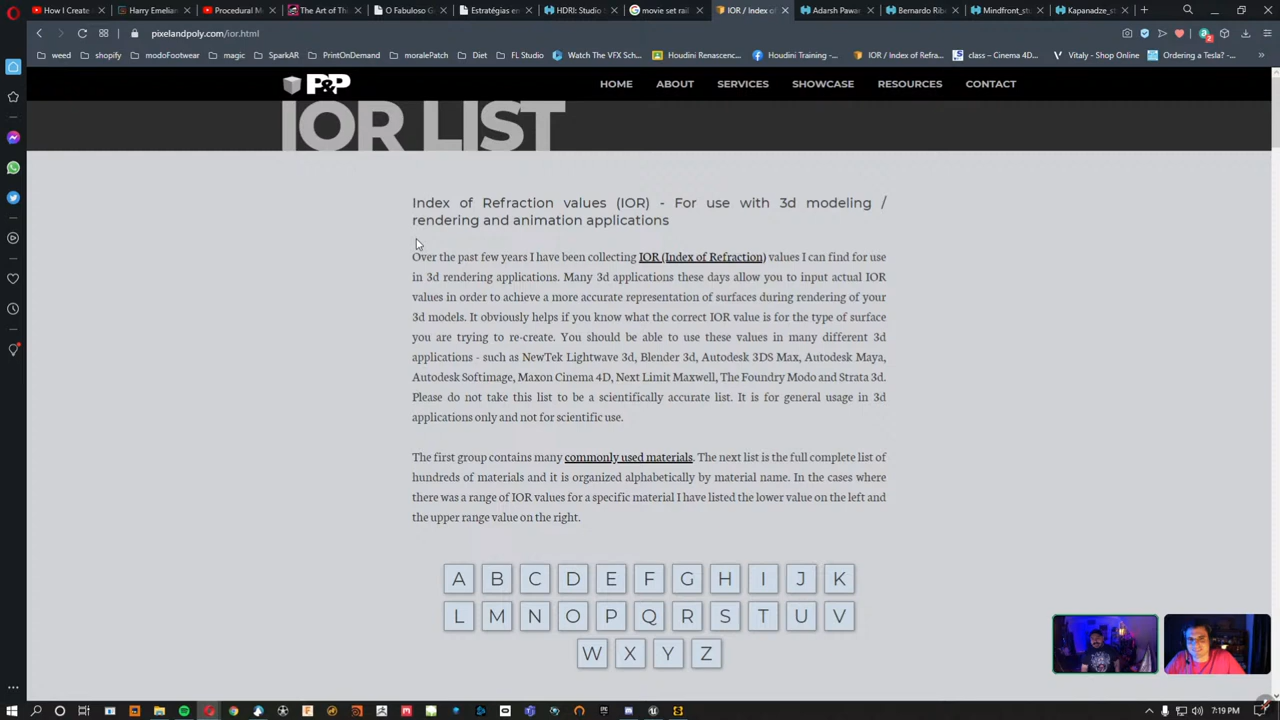 How I Create
Harry Emelian
Procedural Mo
The Art of The
O Fabuloso G
Estratégias en
HDRI: Studio
movie set rail
IOR / Index of
Adarsh Pawar
Bernardo Ribe
Mindfront_stu
Kapanadze_st
pixelandpoly.com/ior.html
weed
shopify
modoFootwear
magic
SparkAR
PrintOnDemand
moralePatch
Diet
FL Studio
Watch The VFX Sch...
Houdini Renascenc...
Houdini Training -...
IOR / Index of Refra...
class – Cinema 4D...
Vitaly - Shop Online
Ordering a Tesla? ...
P&P
HOME
ABOUT
SERVICES
SHOWCASE
RESOURCES
CONTACT
IOR LIST
Index of Refraction values (IOR) - For use with 3d modeling /
rendering and animation applications
Over the past few years I have been collecting IOR (Index of Refraction) values I can find for use
in 3d rendering applications. Many 3d applications these days allow you to input actual IOR
values in order to achieve a more accurate representation of surfaces during rendering of your
3d models. It obviously helps if you know what the correct IOR value is for the type of surface
you are trying to re-create. You should be able to use these values in many different 3d
applications - such as NewTek Lightwave 3d, Blender 3d, Autodesk 3DS Max, Autodesk Maya,
Autodesk Softimage, Maxon Cinema 4D, Next Limit Maxwell, The Foundry Modo and Strata 3d.
Please do not take this list to be a scientifically accurate list. It is for general usage in 3d
applications only and not for scientific use.
The first group contains many commonly used materials. The next list is the full complete list of
hundreds of materials and it is organized alphabetically by material name. In the cases where
there was a range of IOR values for a specific material I have listed the lower value on the left and
the upper range value on the right.
A B C D E F G H I J K
L M N O P Q R S T U V
W X Y Z
7:19 PM